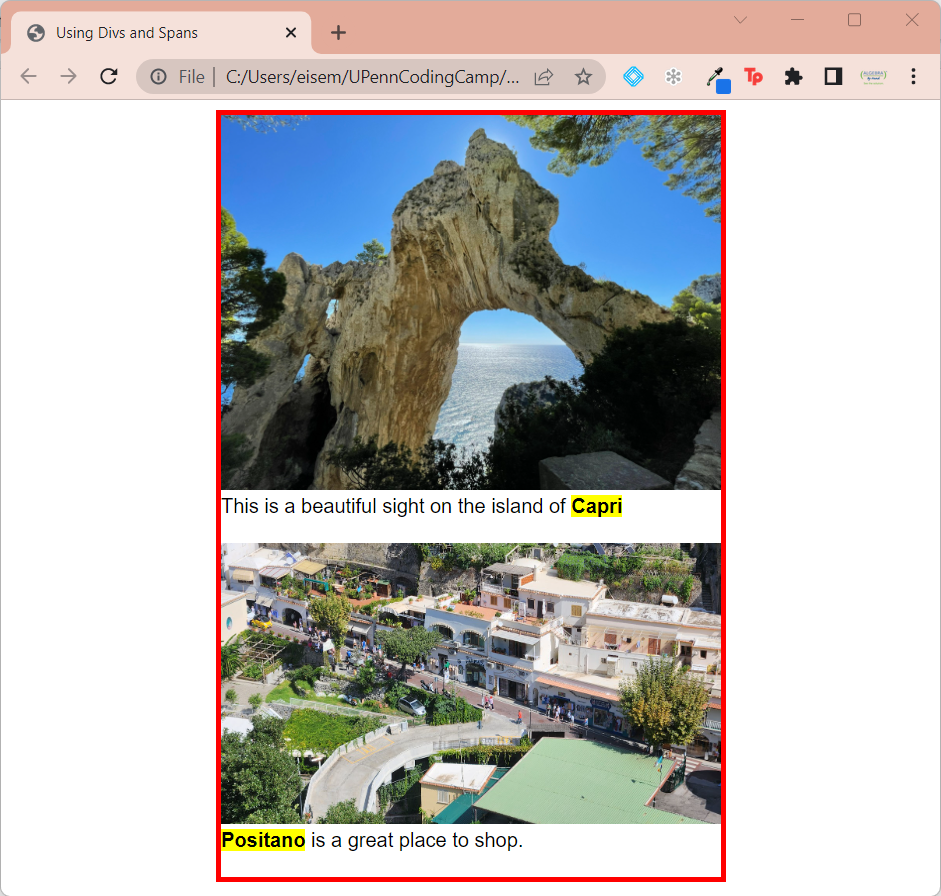 Using Divs and Spans
File | C:/Users/eisem/UPennCodingCamp/...
Tp
This is a beautiful sight on the island of Capri
Positano is a great place to shop.